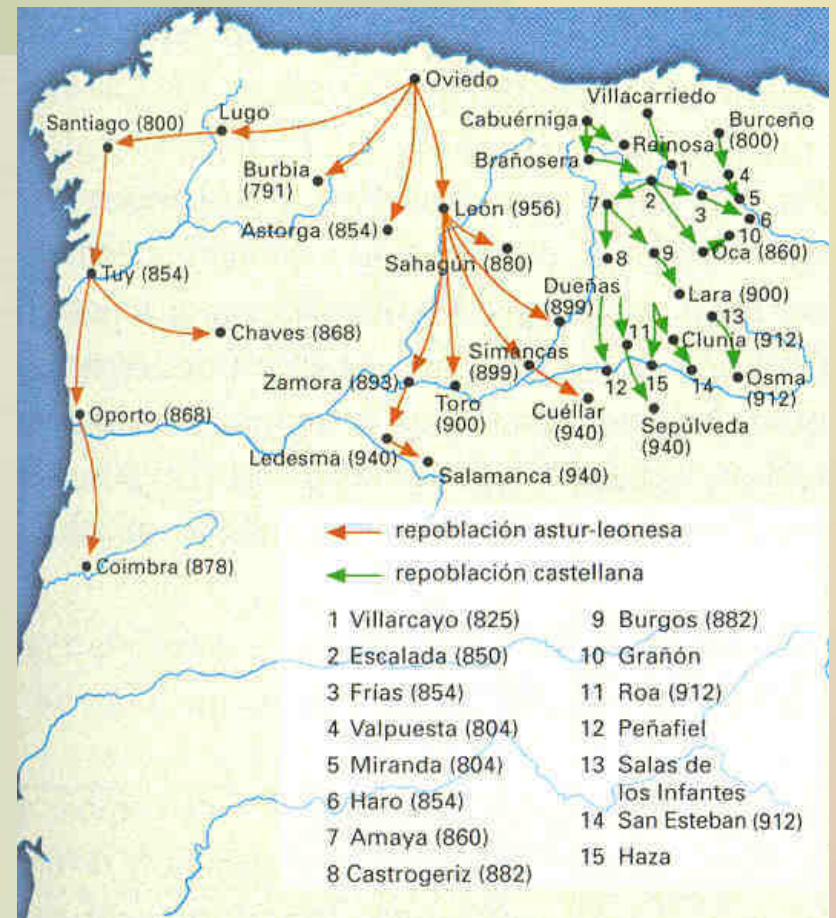 Oviedo
Villacarriedo
Lugo
Cabuérniga
Burceño
(800)
Santiago (800)
Reinosa
Burbia
(791)
Brañosera
1
4
5
2
3
6
7
León (956)
10
Astorga (854)
Sahagún (880)
8
9
Oca (860)
Tuy (854)
Dueñas
(899)
Lara (900)
13
Chaves (868)
Simancas
(899)
11
Clunia (912)
Zamora (893)
Toro
(900)
12
15
14
Osma
(912)
Oporto (868)
Cuéllar
(940)
Sepúlveda
(940)
Ledesma (940)
Salamanca (940)
Coimbra (878)
repoblación astur-leonesa
repoblación castellana
1 Villarcayo (825)
2 Escalada (850)
3 Frías (854)
4 Valpuesta (804)
5 Miranda (804)
6 Haro (854)
7 Amaya (860)
8 Castrogeriz (882)
9 Burgos (882)
10 Grañón
11 Roa (912)
12 Peñafiel
13 Salas de
los Infantes
14 San Esteban (912)
15 Haza